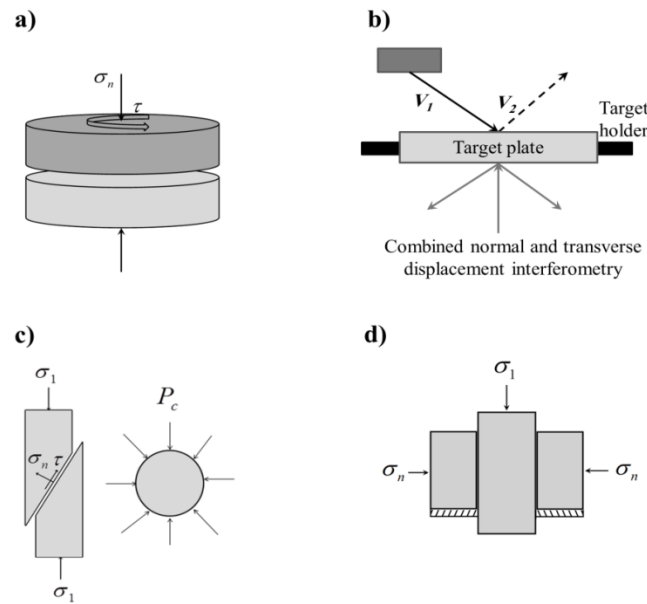 a)
σn
τ
b)
V1
V2
Target
holder
Target plate
Combined normal and transverse
displacement interferometry
c)
σ1
Pc
σn τ
σ1
d)
σ1
σn
σn